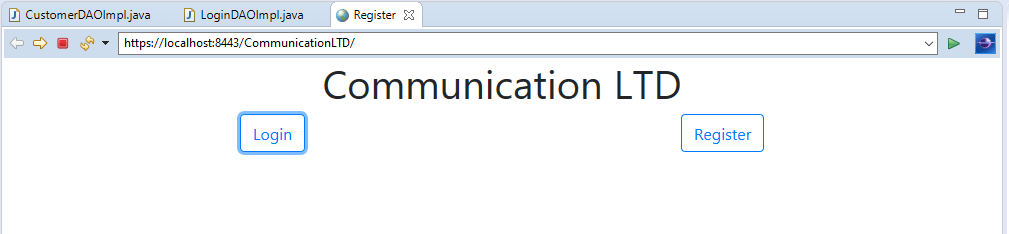 CustomerDAOImpl.java LoginDAOImpl.java Register
https://localhost:8443/CommunicationLTD/
Communication LTD
Login Register